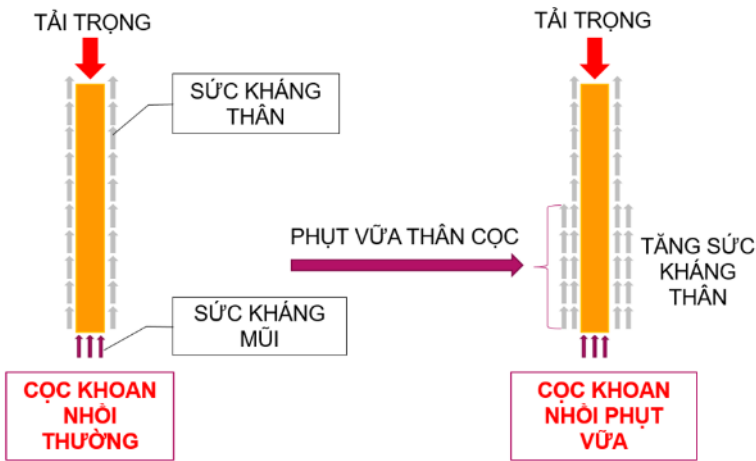 TẢI TRỌNG
SỨC KHÁNG
THÂN
SỨC KHÁNG
MŨI
CỌC KHOAN
NHỒI
THƯỜNG
PHỤT VỮA THÂN CỌC
TẢI TRỌNG
TĂNG SỨC
KHÁNG
THÂN
CỌC KHOAN
NHỒI PHỤT
VỮA